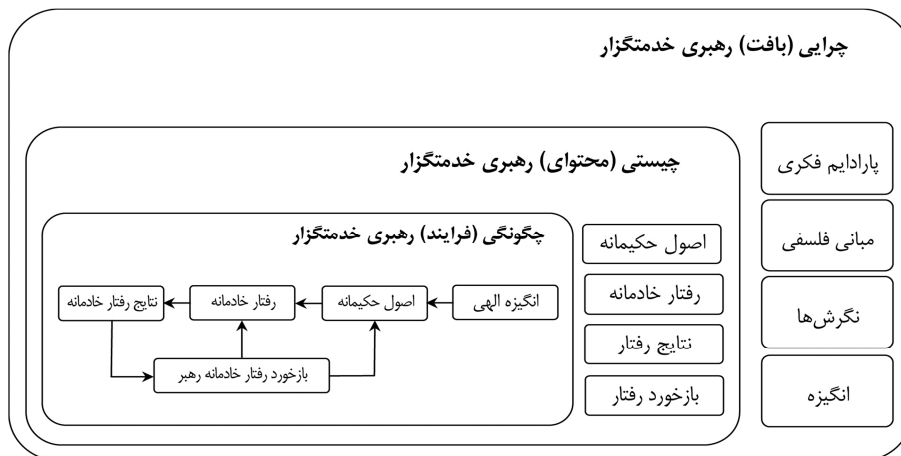 چرایی (بافت) رهبری خدمتگزار
پارادایم فکری
مبانی فلسفی
نگرش‌ها
انگیزه
چیستی (محتوای) رهبری خدمتگزار
اصول حکیمانه
رفتار خادمانه
نتایج رفتار
بازخورد رفتار
چگونگی (فرایند) رهبری خدمتگزار
انگیزه الهی
اصول حکیمانه
رفتار خادمانه
نتایج رفتار خادمانه
بازخورد رفتار خادمانه رهبر